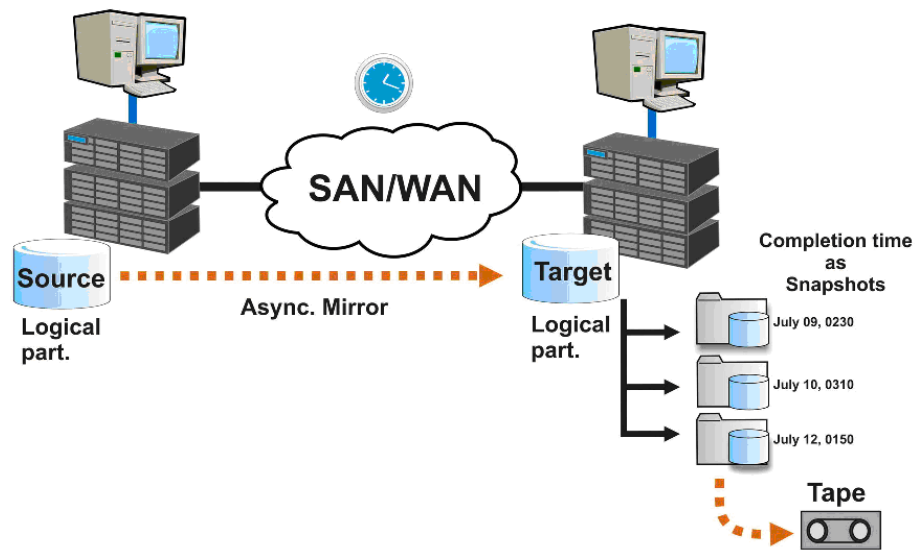 SAN/WAN
Source
Logical
part.
Async. Mirror
Target
Logical
part.
Completion time
as
Snapshots
July 09, 0230
July 10, 0310
July 12, 0150
Tape